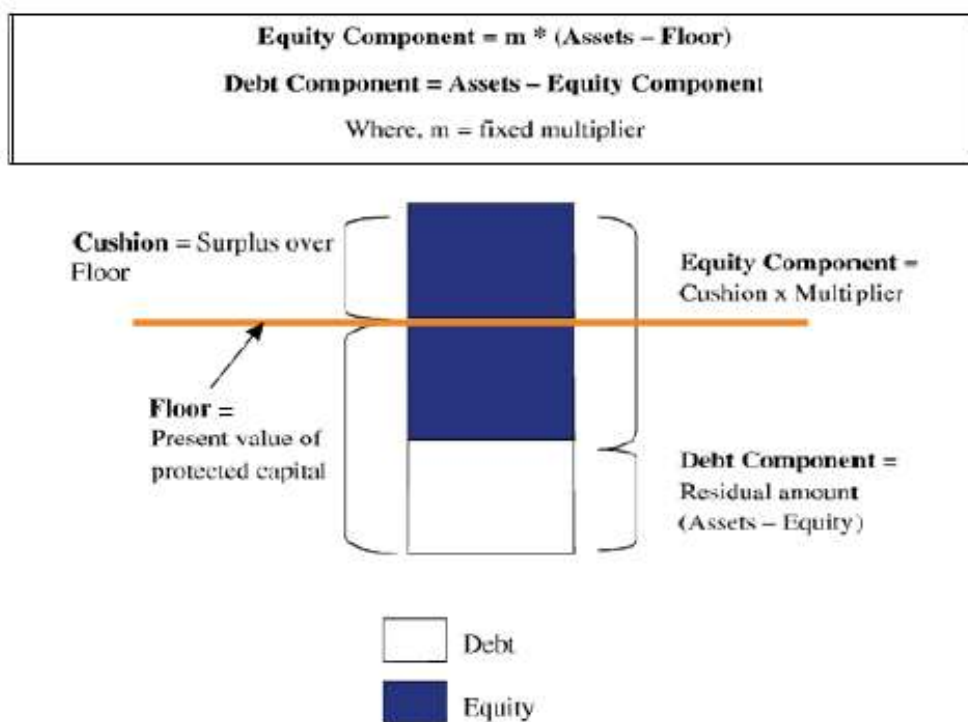 Equity Component = m * (Assets – Floor)
Debt Component = Assets – Equity Component
Where, m = fixed multiplier
Cushion = Surplus over
Floor
Equity Component =
Cushion x Multiplier
Floor =
Present value of
protected capital
Debt Component =
Residual amount
(Assets – Equity)
Debt
Equity